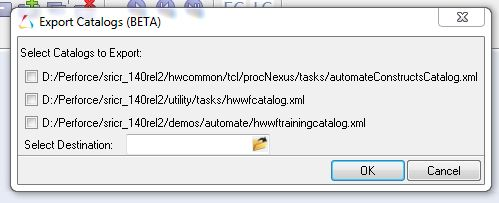 Export Catalogs (BETA)
Select Catalogs to Export:
D:/Perforce/sricr_140rel2/hwcommon/tcl/procNexus/tasks/automateConstructsCatalog.xml
D:/Perforce/sricr_140rel2/utility/tasks/hwwfcatalog.xml
D:/Perforce/sricr_140rel2/demos/automate/hwwftrainingcatalog.xml
Select Destination:
OK Cancel